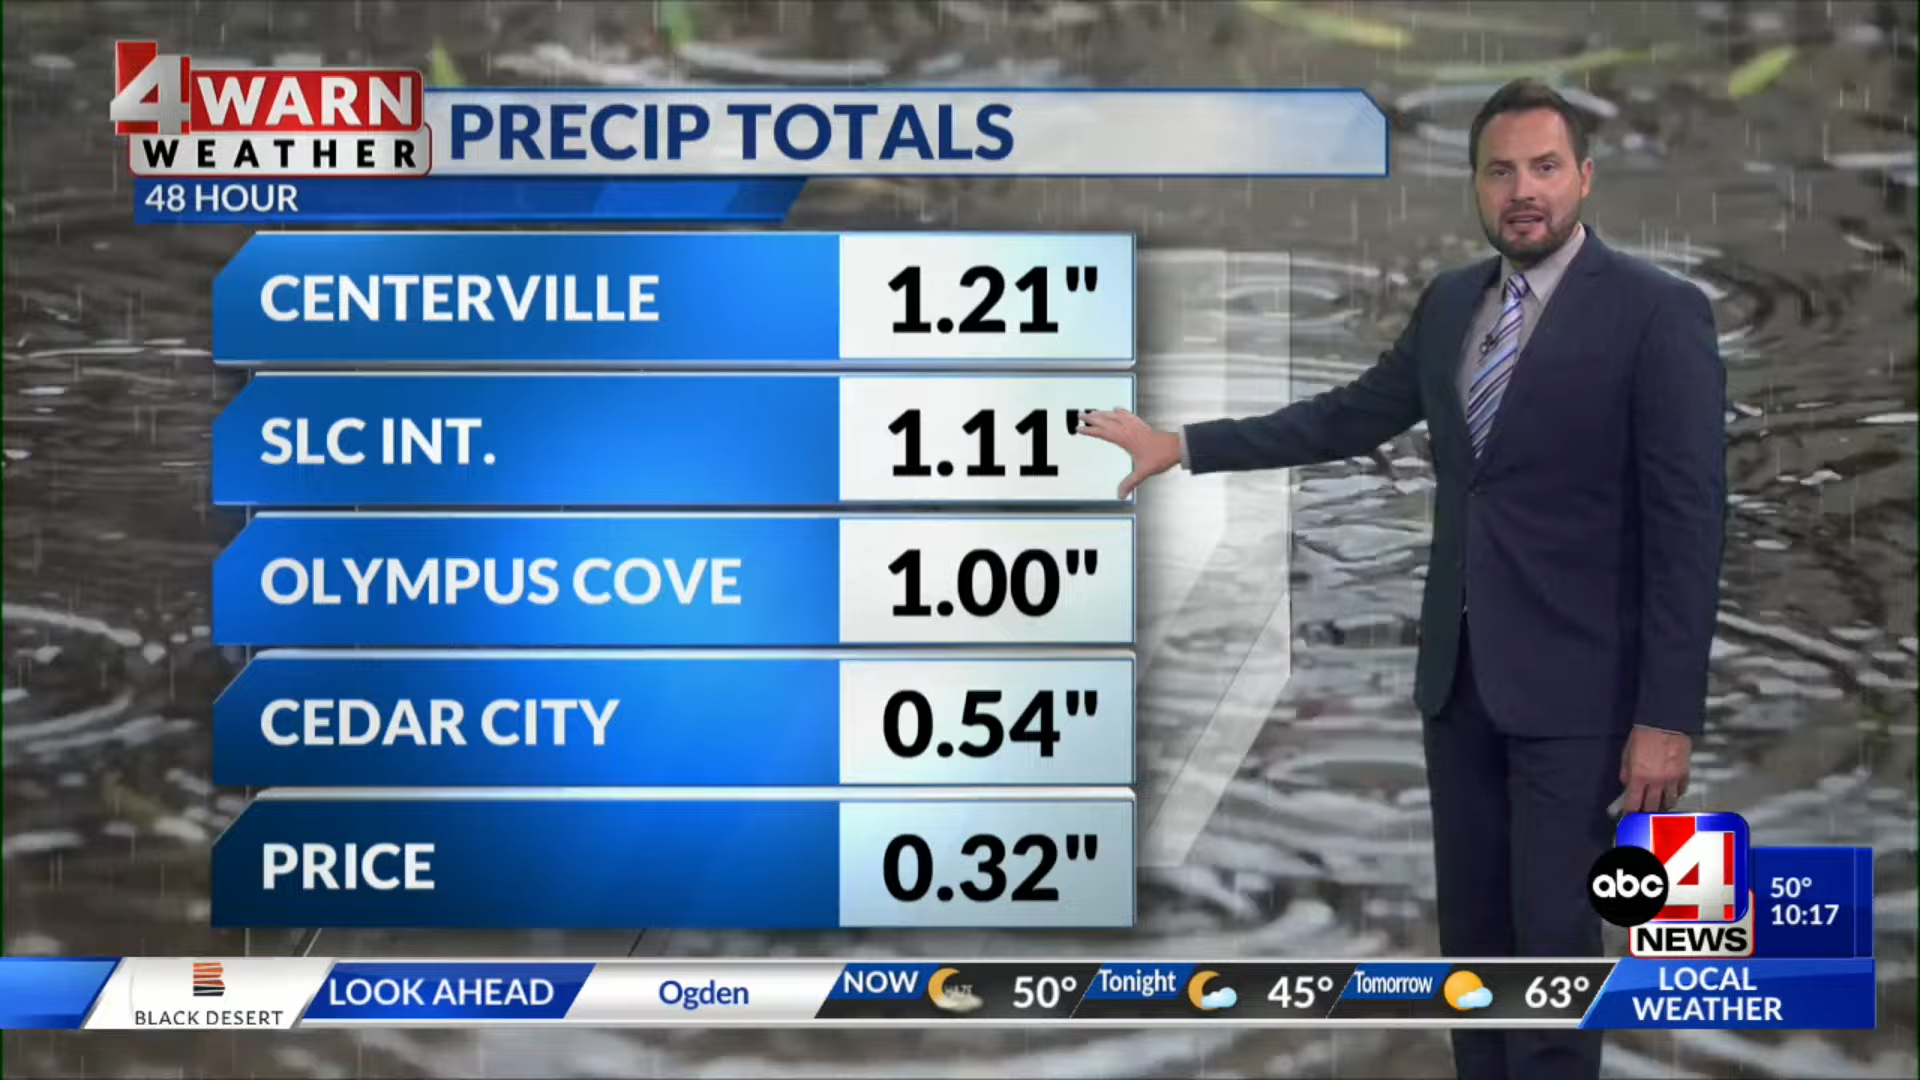 4WARN
WEATHER
PRECIP TOTALS
48 HOUR
CENTERVILLE 1.21"
SLC INT. 1.11"
OLYMPUS COVE 1.00"
CEDAR CITY 0.54"
PRICE 0.32"
abc 4
NEWS
50°
10:17
BLACK DESERT
LOOK AHEAD
Ogden
NOW 50°
Tonight 45°
Tomorrow 63°
LOCAL
WEATHER